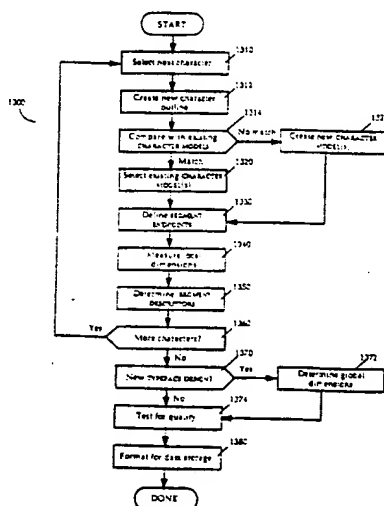 START
1310
Select next character
1312
Create new character
outline
1300
1314
Compare with existing
CHARACTER MODELS
No match
Create new CHARACTER
MODEL(S)
Match
1320
Select existing CHARACTER
MODEL(S)
1330
Define SEGMENT
ENDPOINTS
1340
Measure local
dimensions
1350
Determine SEGMENT
DESCRIPTIONS
Yes
1360
More characters?
No
1370
New TYPEFACE DESIGN?
Yes
1372
Determine global
dimensions
No
1374
Test for quality
1380
Format for data storage
DONE